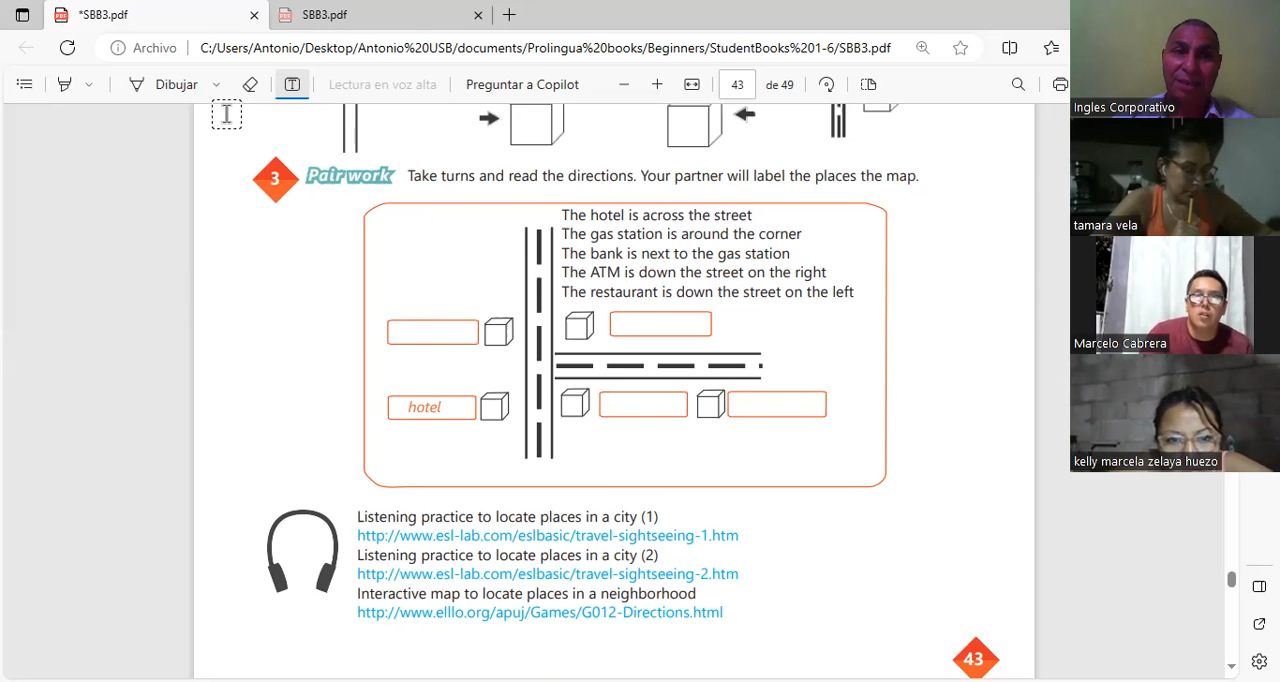 *SBB3.pdf
SBB3.pdf
Archivo
C:/Users/Antonio/Desktop/Antonio%20USB/documents/Prolingua%20books/Beginners/StudentBooks%201-6/SBB3.pdf
Dibujar
Lectura en voz alta
Preguntar a Copilot
43
de 49
3
Pair work
Take turns and read the directions. Your partner will label the places the map.
The hotel is across the street
The gas station is around the corner
The bank is next to the gas station
The ATM is down the street on the right
The restaurant is down the street on the left
hotel
Listening practice to locate places in a city (1)
http://www.esl-lab.com/eslbasic/travel-sightseeing-1.htm
Listening practice to locate places in a city (2)
http://www.esl-lab.com/eslbasic/travel-sightseeing-2.htm
Interactive map to locate places in a neighborhood
http://www.elllo.org/apuj/Games/G012-Directions.html
43
Ingles Corporativo
tamara vela
Marcelo Cabrera
kelly marcela zelaya huezo